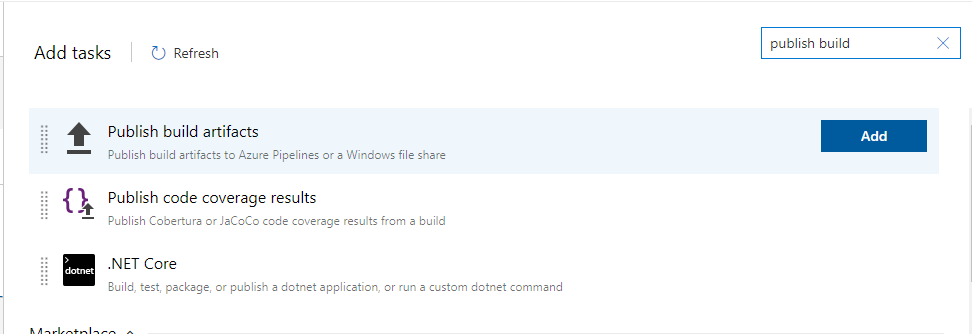 Add tasks
Refresh
publish build
Publish build artifacts
Publish build artifacts to Azure Pipelines or a Windows file share
Add
Publish code coverage results
Publish Cobertura or JaCoCo code coverage results from a build
>
dotnet
.NET Core
Build, test, package, or publish a dotnet application, or run a custom dotnet command
Marketplace